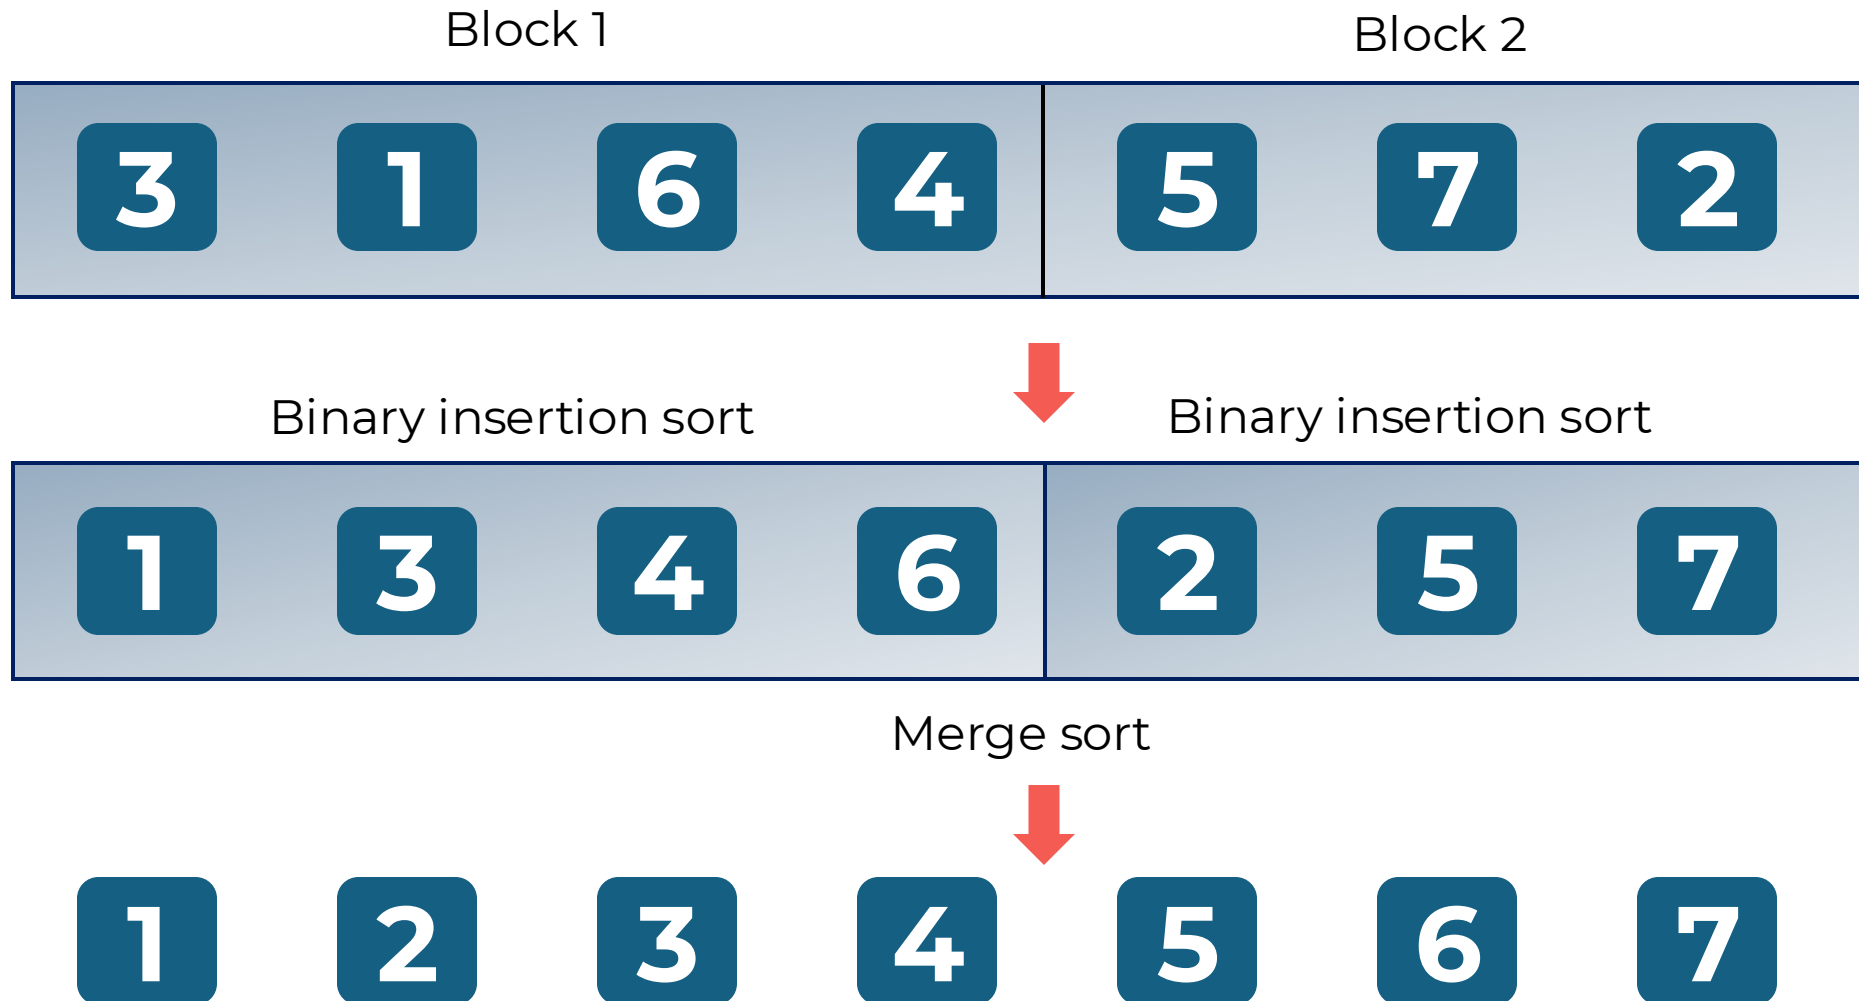 Block 1
Block 2
3 1 6 4 5 7 2
Binary insertion sort
Binary insertion sort
1 3 4 6 2 5 7
Merge sort
1 2 3 4 5 6 7